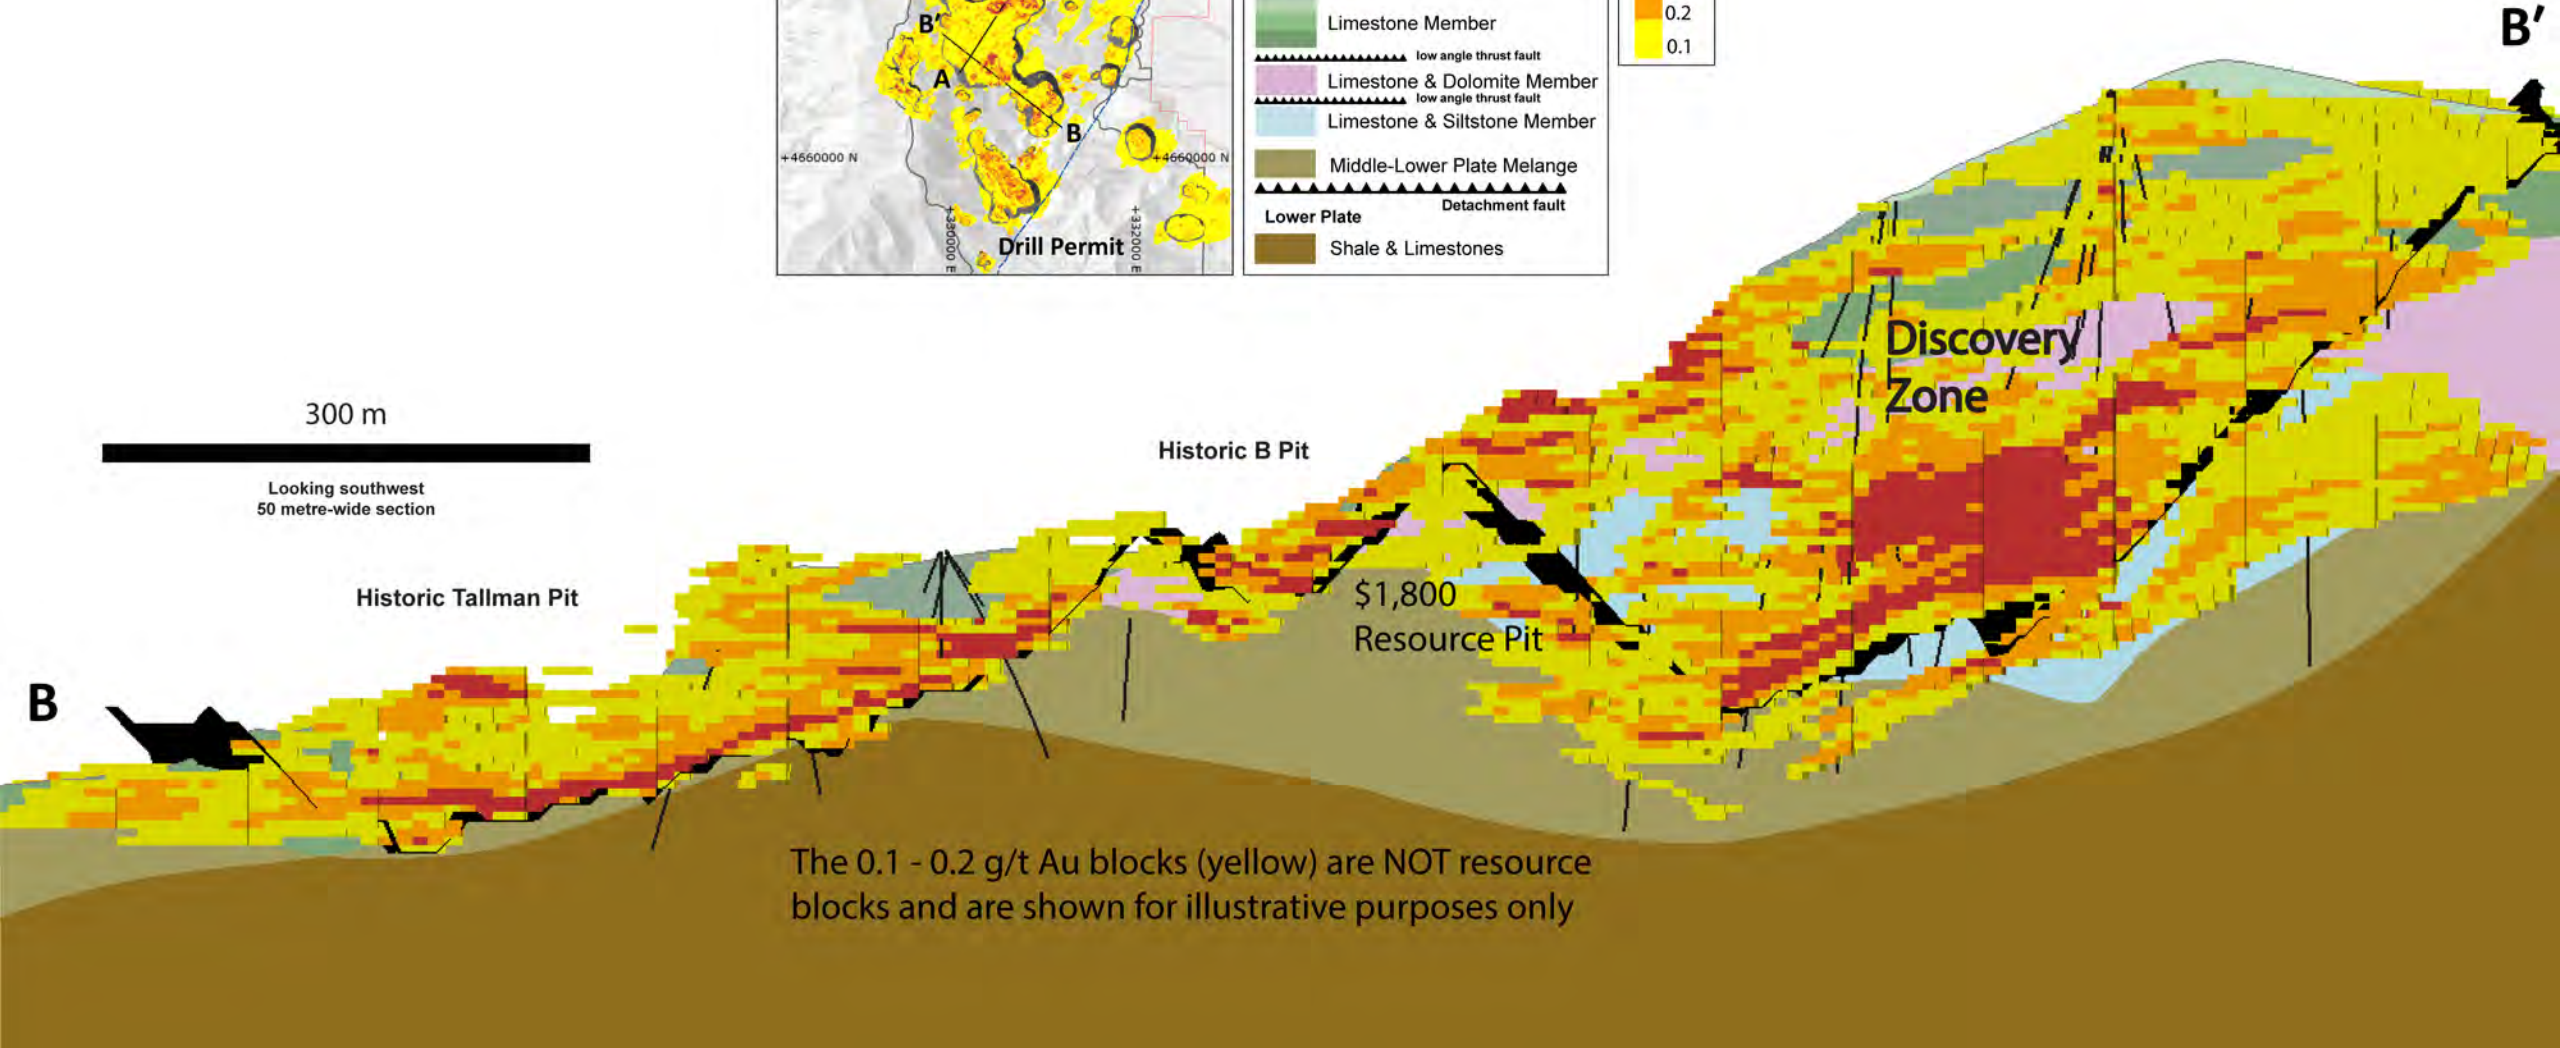 B'
A
B
+4660000 N
+4660000 N
+330000 E
+332000 E
Drill Permit
Limestone Member
low angle thrust fault
Limestone & Dolomite Member
low angle thrust fault
Limestone & Siltstone Member
Middle-Lower Plate Melange
Detachment fault
Lower Plate
Shale & Limestones
0.2
0.1
B'
300 m
Looking southwest
50 metre-wide section
Historic B Pit
Discovery
Zone
Historic Tallman Pit
$1,800
Resource Pit
B
The 0.1 - 0.2 g/t Au blocks (yellow) are NOT resource
blocks and are shown for illustrative purposes only